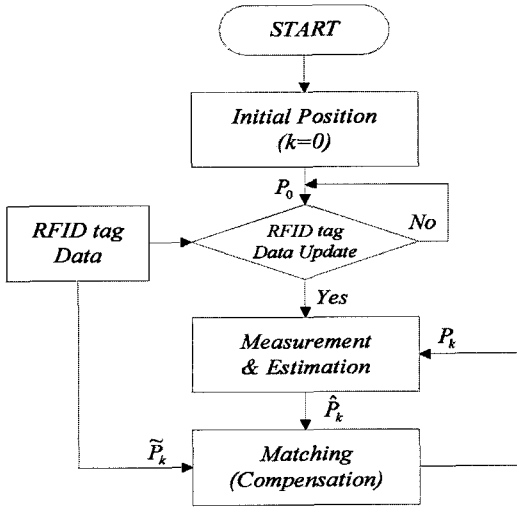 START
Initial Position
(k=0)
P₀
RFID tag
Data
RFID tag
Data Update
No
Yes
Measurement
& Estimation
Pₖ
P̂ₖ
P̃ₖ
Matching
(Compensation)